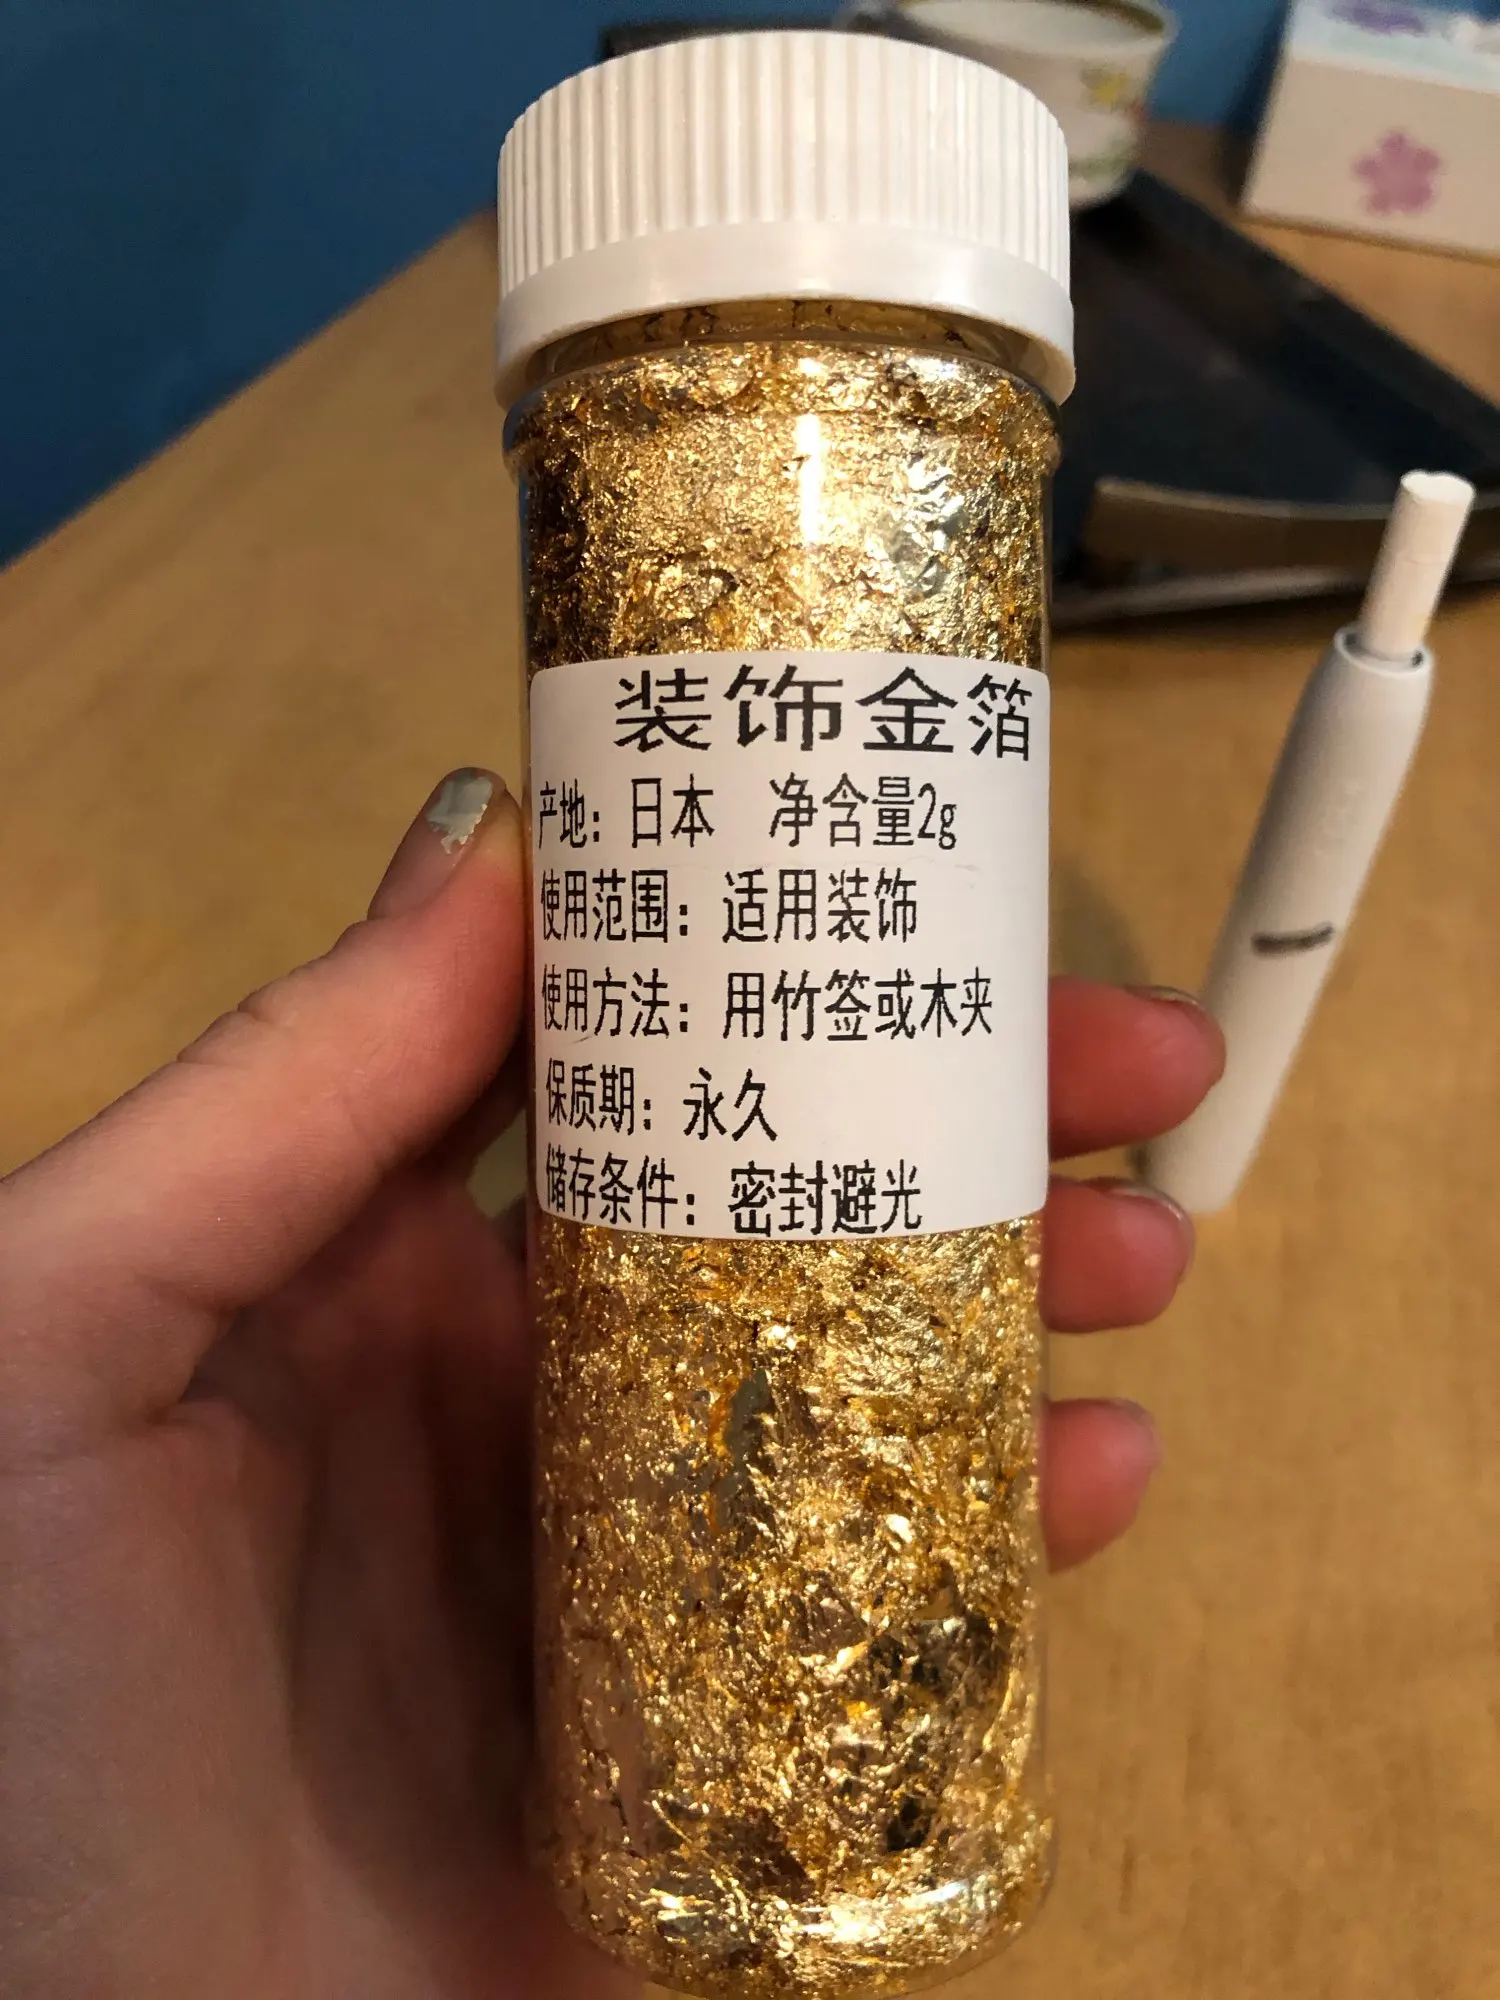 装饰金箔
产地：日本 净含量2g
使用范围：适用装饰
使用方法：用竹签或木夹
保质期：永久
储存条件：密封避光